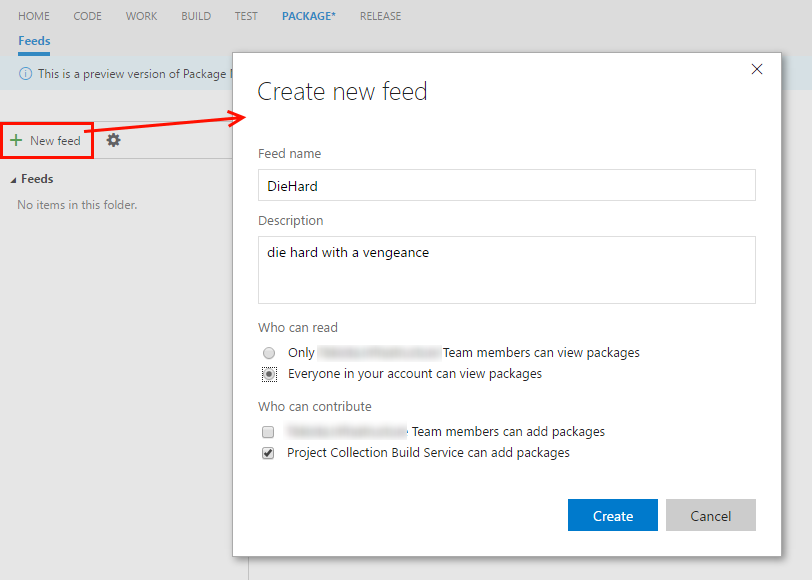 HOME CODE WORK BUILD TEST PACKAGE* RELEASE
Feeds
This is a preview version of Package
New feed
Feeds
No items in this folder.
Create new feed
Feed name
DieHard
Description
die hard with a vengeance
Who can read
Only Team members can view packages
Everyone in your account can view packages
Who can contribute
Team members can add packages
Project Collection Build Service can add packages
Create Cancel